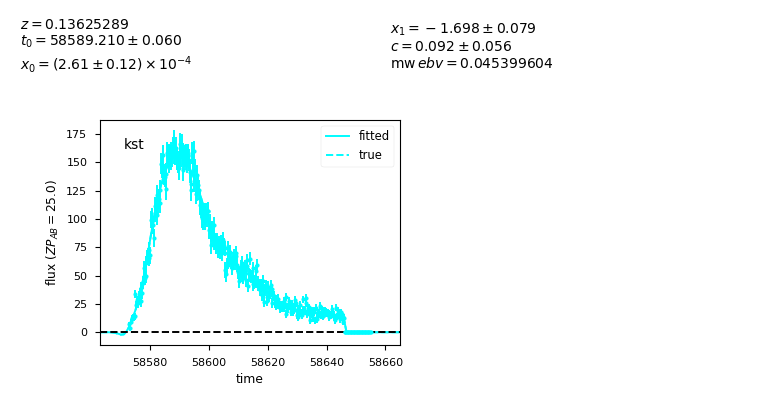 z = 0.13625289
t₀ = 58589.210 ± 0.060
x₀ = (2.61 ± 0.12) × 10⁻⁴
x₁ = −1.698 ± 0.079
c = 0.092 ± 0.056
mw ebv = 0.045399604
kst
fitted
true
175
150
125
100
75
50
25
0
flux (ZP_AB = 25.0)
58580 58600 58620 58640 58660
time